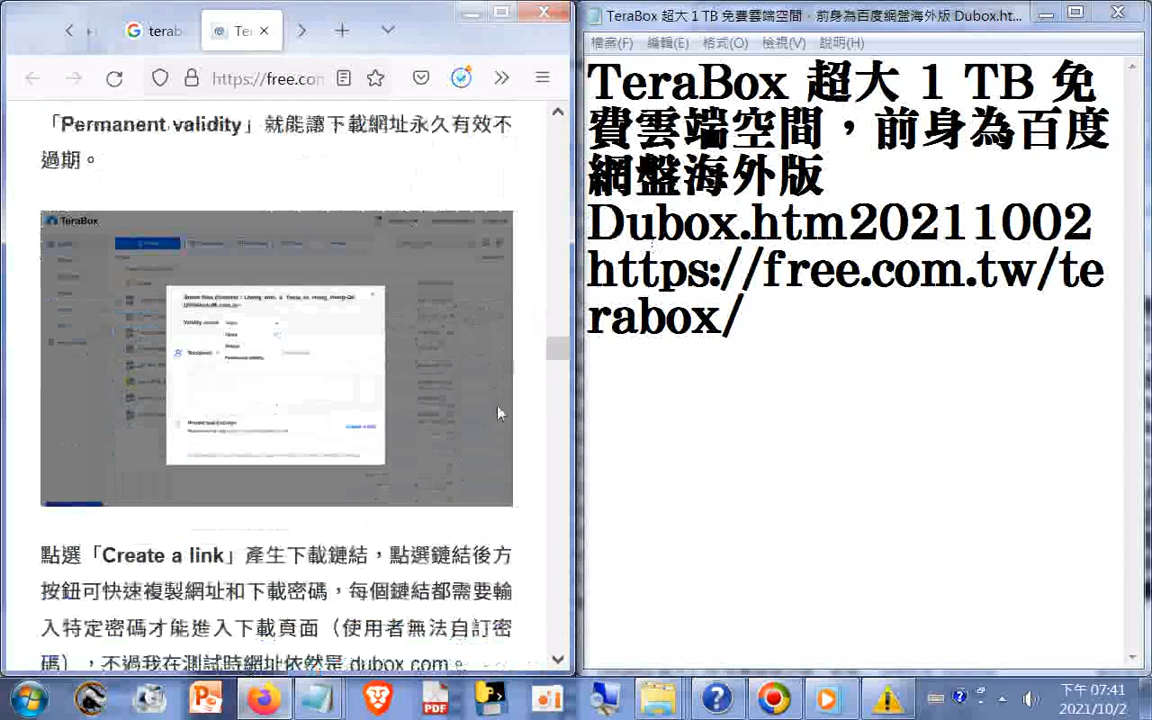 terab
Te
https://free.co
「Permanent validity」就能讓下載網址永久有效不
過期。
TeraBox
點選「Create a link」產生下載鏈結，點選鏈結後方
按鈕可快速複製網址和下載密碼，每個鏈結都需要輸
入特定密碼才能進入下載頁面（使用者無法自訂密
碼），不過我在測試時網址依然是 dubox.com。
TeraBox 超大 1 TB 免費雲端空間，前身為百度網盤海外版 Dubox.ht...
檔案(F) 編輯(E) 格式(O) 檢視(V) 說明(H)
TeraBox 超大 1 TB 免
費雲端空間，前身為百度
網盤海外版
Dubox.htm20211002
https://free.com.tw/te
rabox/
PDF
下午 07:41
2021/10/2